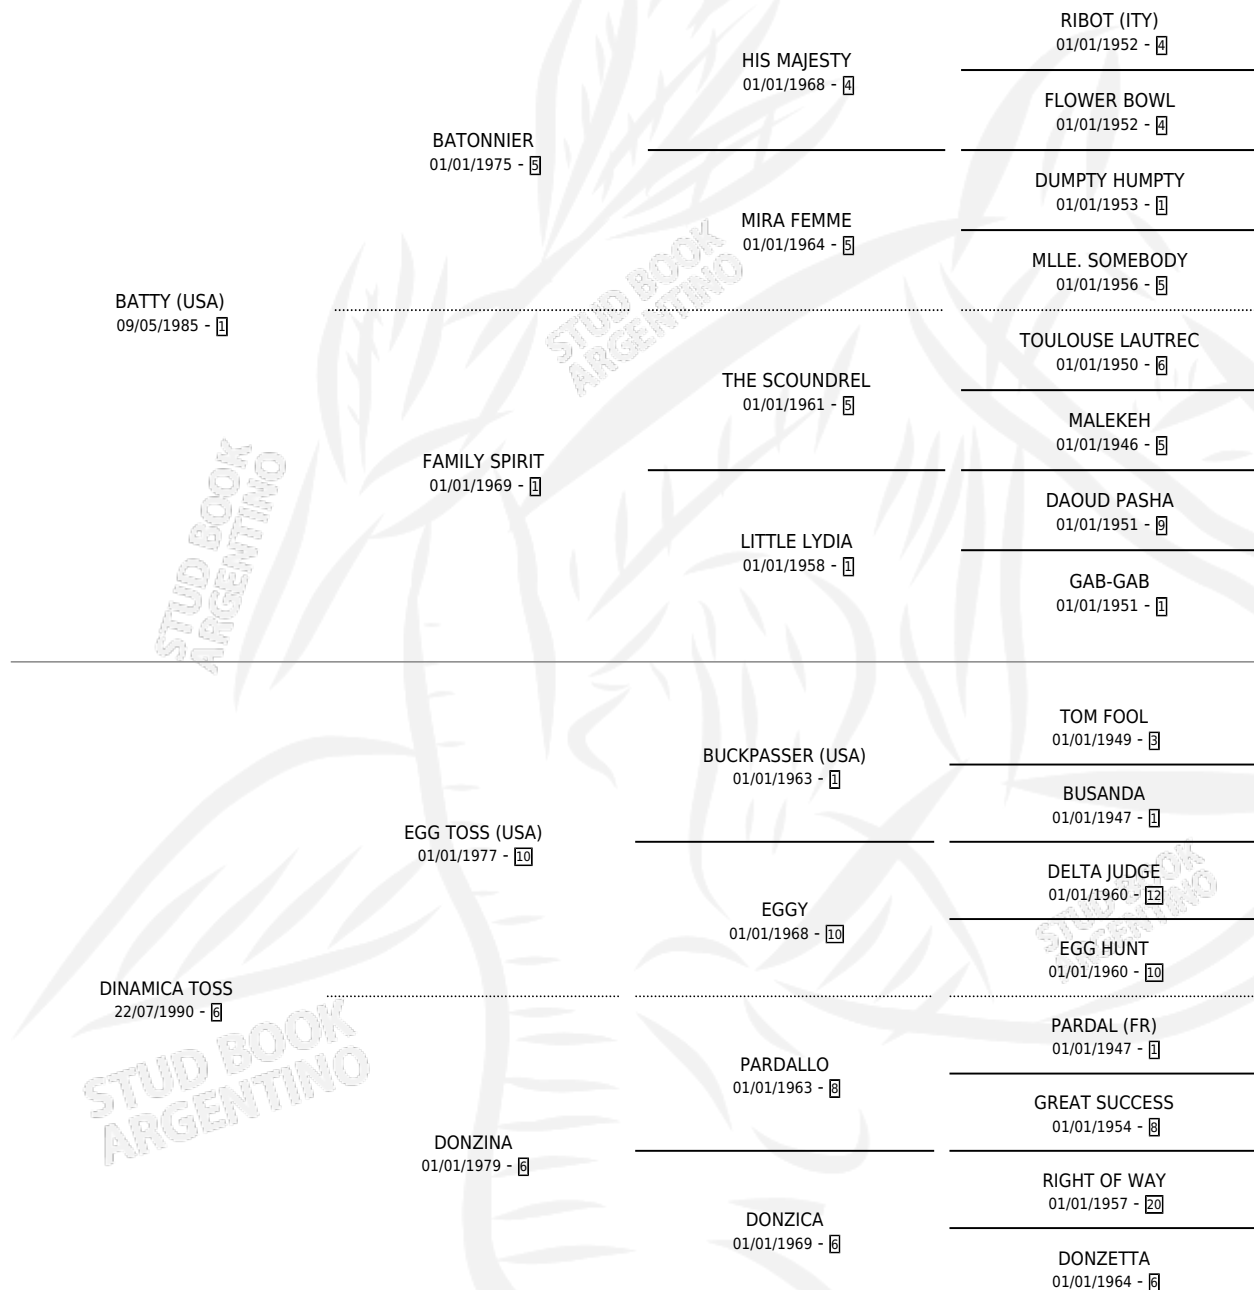 RIBOT (ITY)
01/01/1952 - 4
HIS MAJESTY
01/01/1968 - 4
FLOWER BOWL
01/01/1952 - 4
BATONNIER
01/01/1975 - 5
DUMPTY HUMPTY
01/01/1953 - 1
MIRA FEMME
01/01/1964 - 5
MLLE. SOMEBODY
01/01/1956 - 5
BATTY (USA)
09/05/1985 - 1
TOULOUSE LAUTREC
01/01/1950 - 6
THE SCOUNDREL
01/01/1961 - 5
MALEKEH
01/01/1946 - 5
FAMILY SPIRIT
01/01/1969 - 1
DAOUD PASHA
01/01/1951 - 9
LITTLE LYDIA
01/01/1958 - 1
GAB-GAB
01/01/1951 - 1
TOM FOOL
01/01/1949 - 3
BUCKPASSER (USA)
01/01/1963 - 1
BUSANDA
01/01/1947 - 1
EGG TOSS (USA)
01/01/1977 - 10
DELTA JUDGE
01/01/1960 - 12
EGGY
01/01/1968 - 10
EGG HUNT
01/01/1960 - 10
DINAMICA TOSS
22/07/1990 - 6
PARDAL (FR)
01/01/1947 - 1
PARDALLO
01/01/1963 - 8
GREAT SUCCESS
01/01/1954 - 8
DONZINA
01/01/1979 - 6
RIGHT OF WAY
01/01/1957 - 20
DONZICA
01/01/1969 - 6
DONZETTA
01/01/1964 - 6
STUD BOOK
ARGENTINO
STUD BOOK
ARGENTINO
STUD BOOK
ARGENTINO
STUD BOOK
ARGENTINO